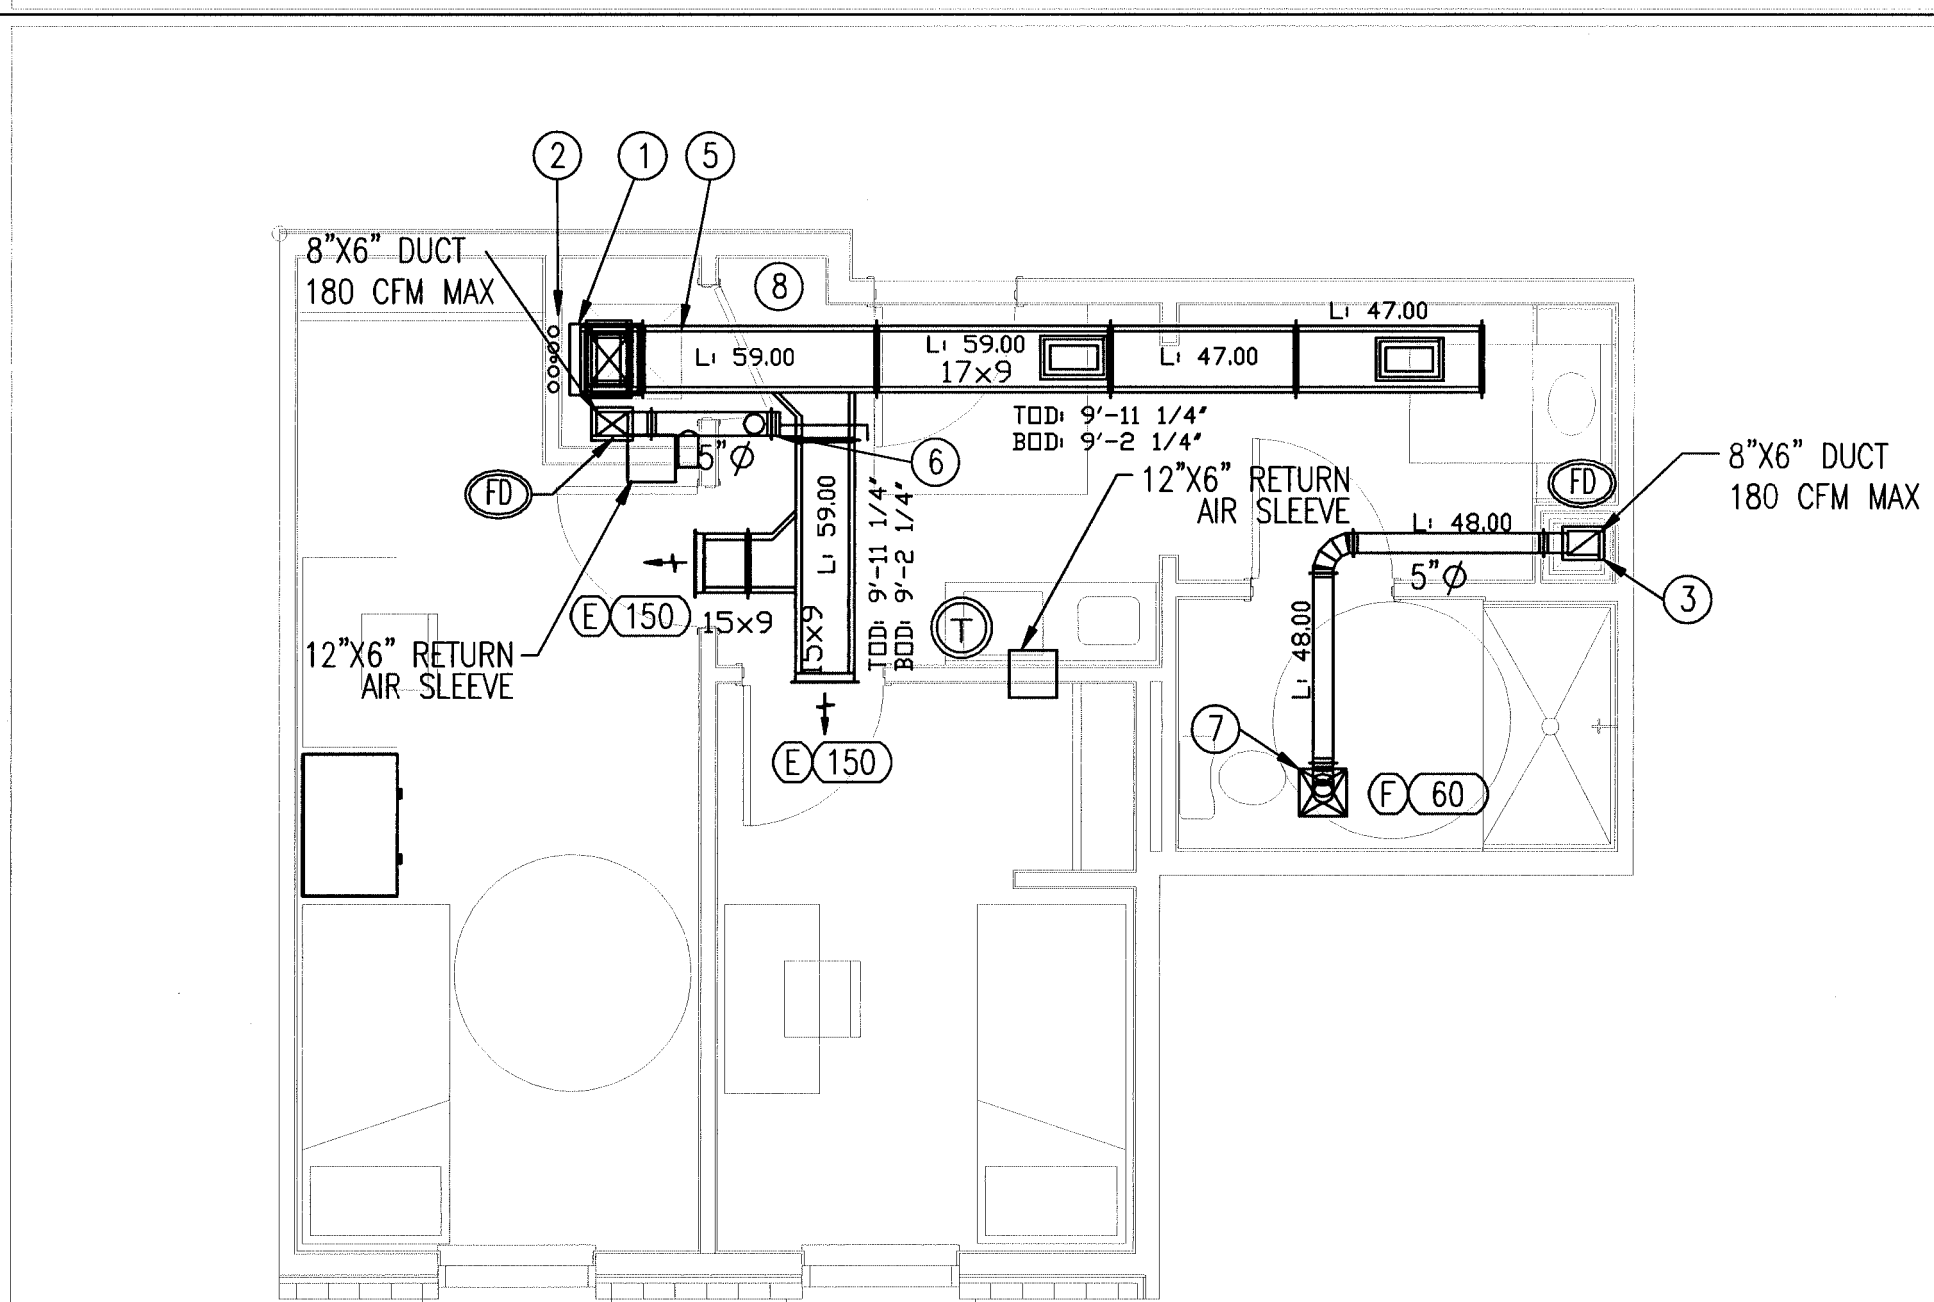 2
1
5
8"X6" DUCT
180 CFM MAX
8
L: 47.00
L: 59.00
L: 59.00
17x9
L: 47.00
TOD: 9'-11 1/4"
BOD: 9'-2 1/4"
5"Ø
6
FD
12"X6" RETURN
AIR SLEEVE
FD
8"X6" DUCT
180 CFM MAX
L: 59.00
TOD: 9'-11 1/4"
BOD: 9'-2 1/4"
L: 48.00
5"Ø
3
E 150
15x9
15x9
T
L: 48.00
12"X6" RETURN
AIR SLEEVE
7
E 150
F 60